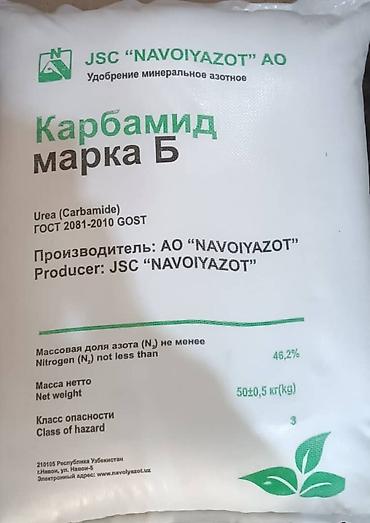 JSC “NAVOIYAZOT” АО
Удобрение минеральное азотное
Карбамид
марка Б
Urea (Carbamide)
ГОСТ 2081-2010 GOST
Производитель: АО “NAVOIYAZOT”
Producer: JSC “NAVOIYAZOT”
Массовая доля азота (N₂) не менее
Nitrogen (N₂) not less than
46,2%
Масса нетто
Net weight
50±0,5 кг(kg)
Класс опасности
Class of hazard
3
210105 Республика Узбекистан
г.Навои, ул. Навои-5
Электронный адрес: www.navoiyazot.uz